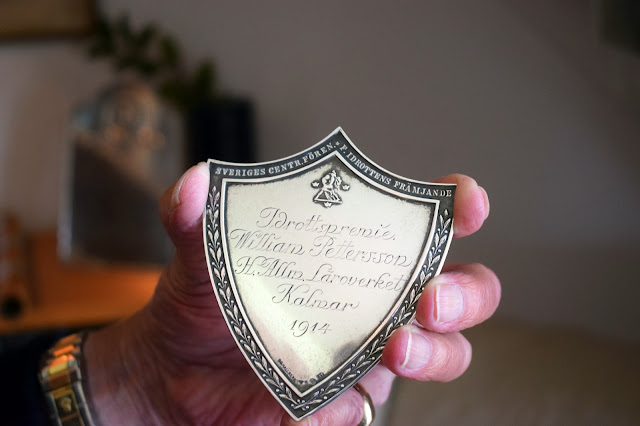 SVERIGES CENTR. FÖREN. F. IDROTTENS FRÄMJANDE
Idrottspremie.
William Pettersson
H. Allm. Läroverket
Kalmar
1914